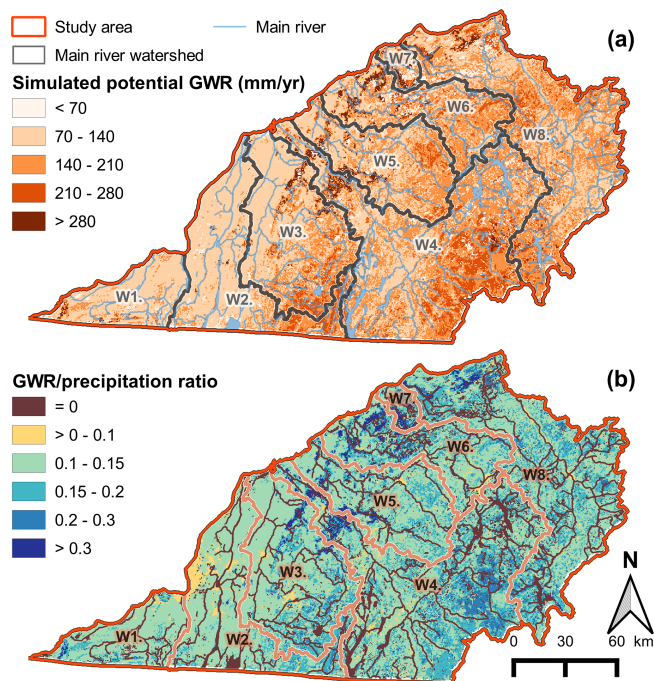 Study area
Main river
Main river watershed
(a)
Simulated potential GWR (mm/yr)
< 70
70 - 140
140 - 210
210 - 280
> 280
W7.
W6.
W8.
W5.
W3.
W4.
W1.
W2.
GWR/precipitation ratio
(b)
= 0
> 0 - 0.1
0.1 - 0.15
0.15 - 0.2
0.2 - 0.3
> 0.3
W7.
W6.
W8.
W5.
W3.
W4.
W1.
W2.
N
0 30 60 km